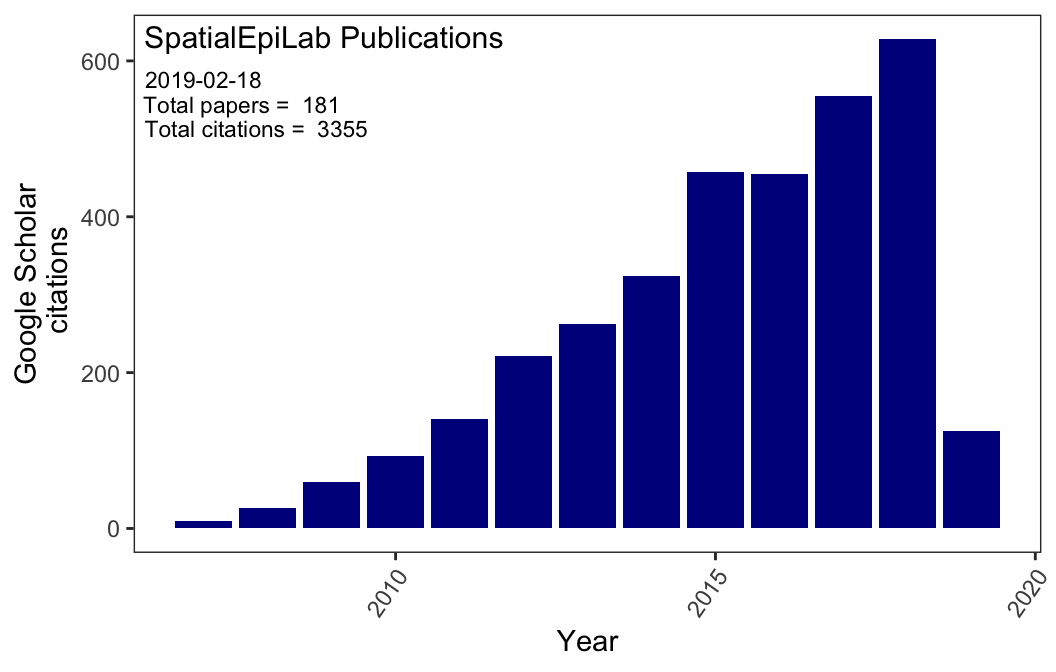 SpatialEpiLab Publications
2019-02-18
Total papers =  181
Total citations =  3355
Google Scholar
citations
600
400
200
0
2010
2015
2020
Year